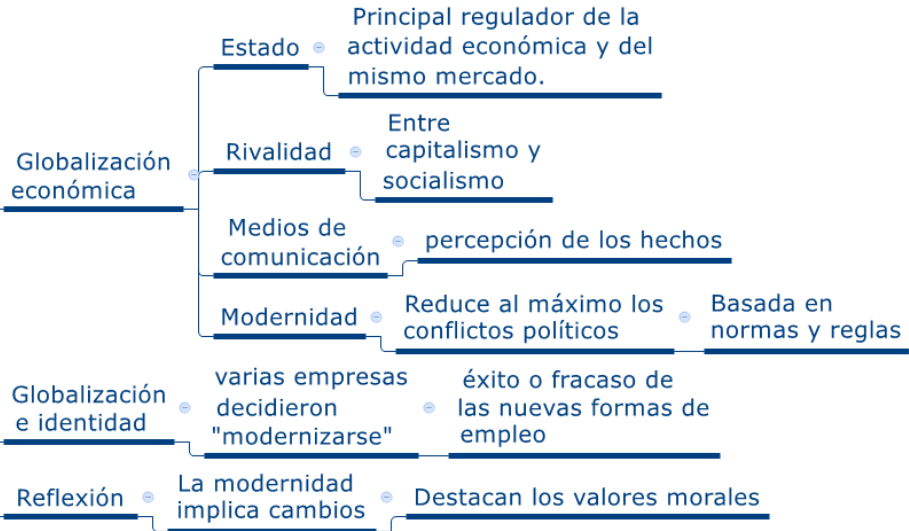 Globalización
económica
Estado
Principal regulador de la
actividad económica y del
mismo mercado.
Rivalidad
Entre
capitalismo y
socialismo
Medios de
comunicación
percepción de los hechos
Modernidad
Reduce al máximo los
conflictos políticos
Basada en
normas y reglas
Globalización
e identidad
varias empresas
decidieron
"modernizarse"
éxito o fracaso de
las nuevas formas de
empleo
Reflexión
La modernidad
implica cambios
Destacan los valores morales